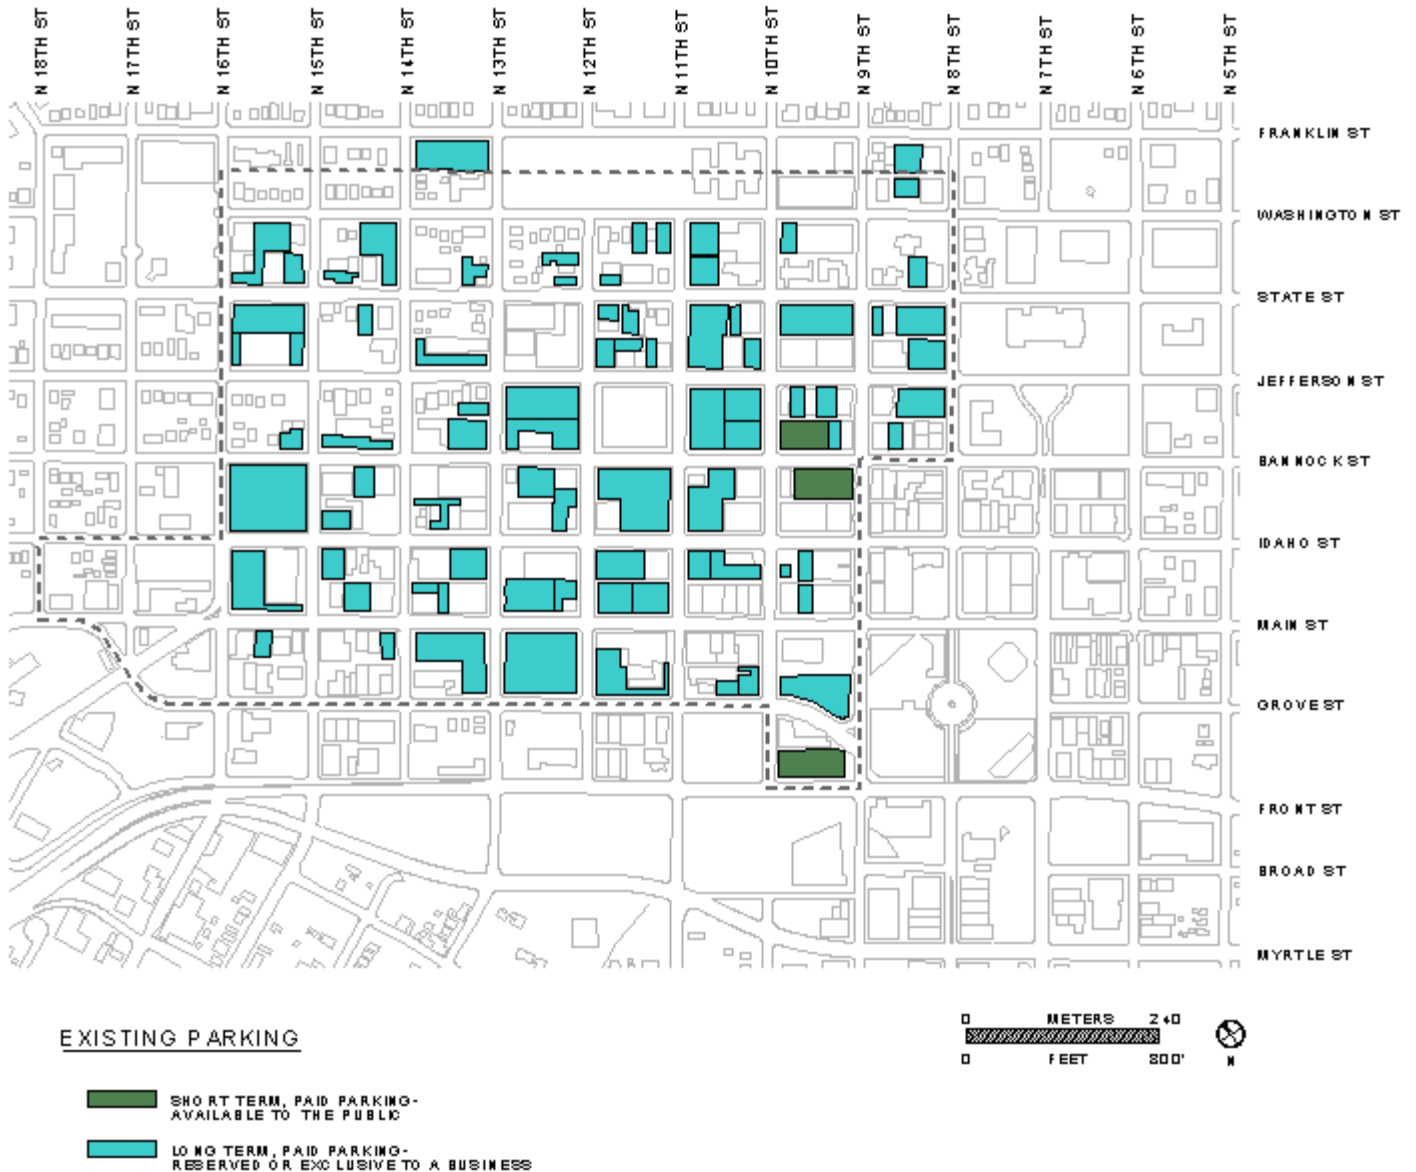 N 18TH ST
N 17TH ST
N 16TH ST
N 15TH ST
N 14TH ST
N 13TH ST
N 12TH ST
N 11TH ST
N 10TH ST
N 9TH ST
N 8TH ST
N 7TH ST
N 6TH ST
N 5TH ST
FRANKLIN ST
WASHINGTON ST
STATE ST
JEFFERSON ST
BANNOCK ST
IDAHO ST
MAIN ST
GROVE ST
FRONT ST
BROAD ST
MYRTLE ST
EXISTING PARKING
0 METERS 240
0 FEET 800'
N
SHORT TERM, PAID PARKING-
AVAILABLE TO THE PUBLIC
LONG TERM, PAID PARKING-
RESERVED OR EXCLUSIVE TO A BUSINESS